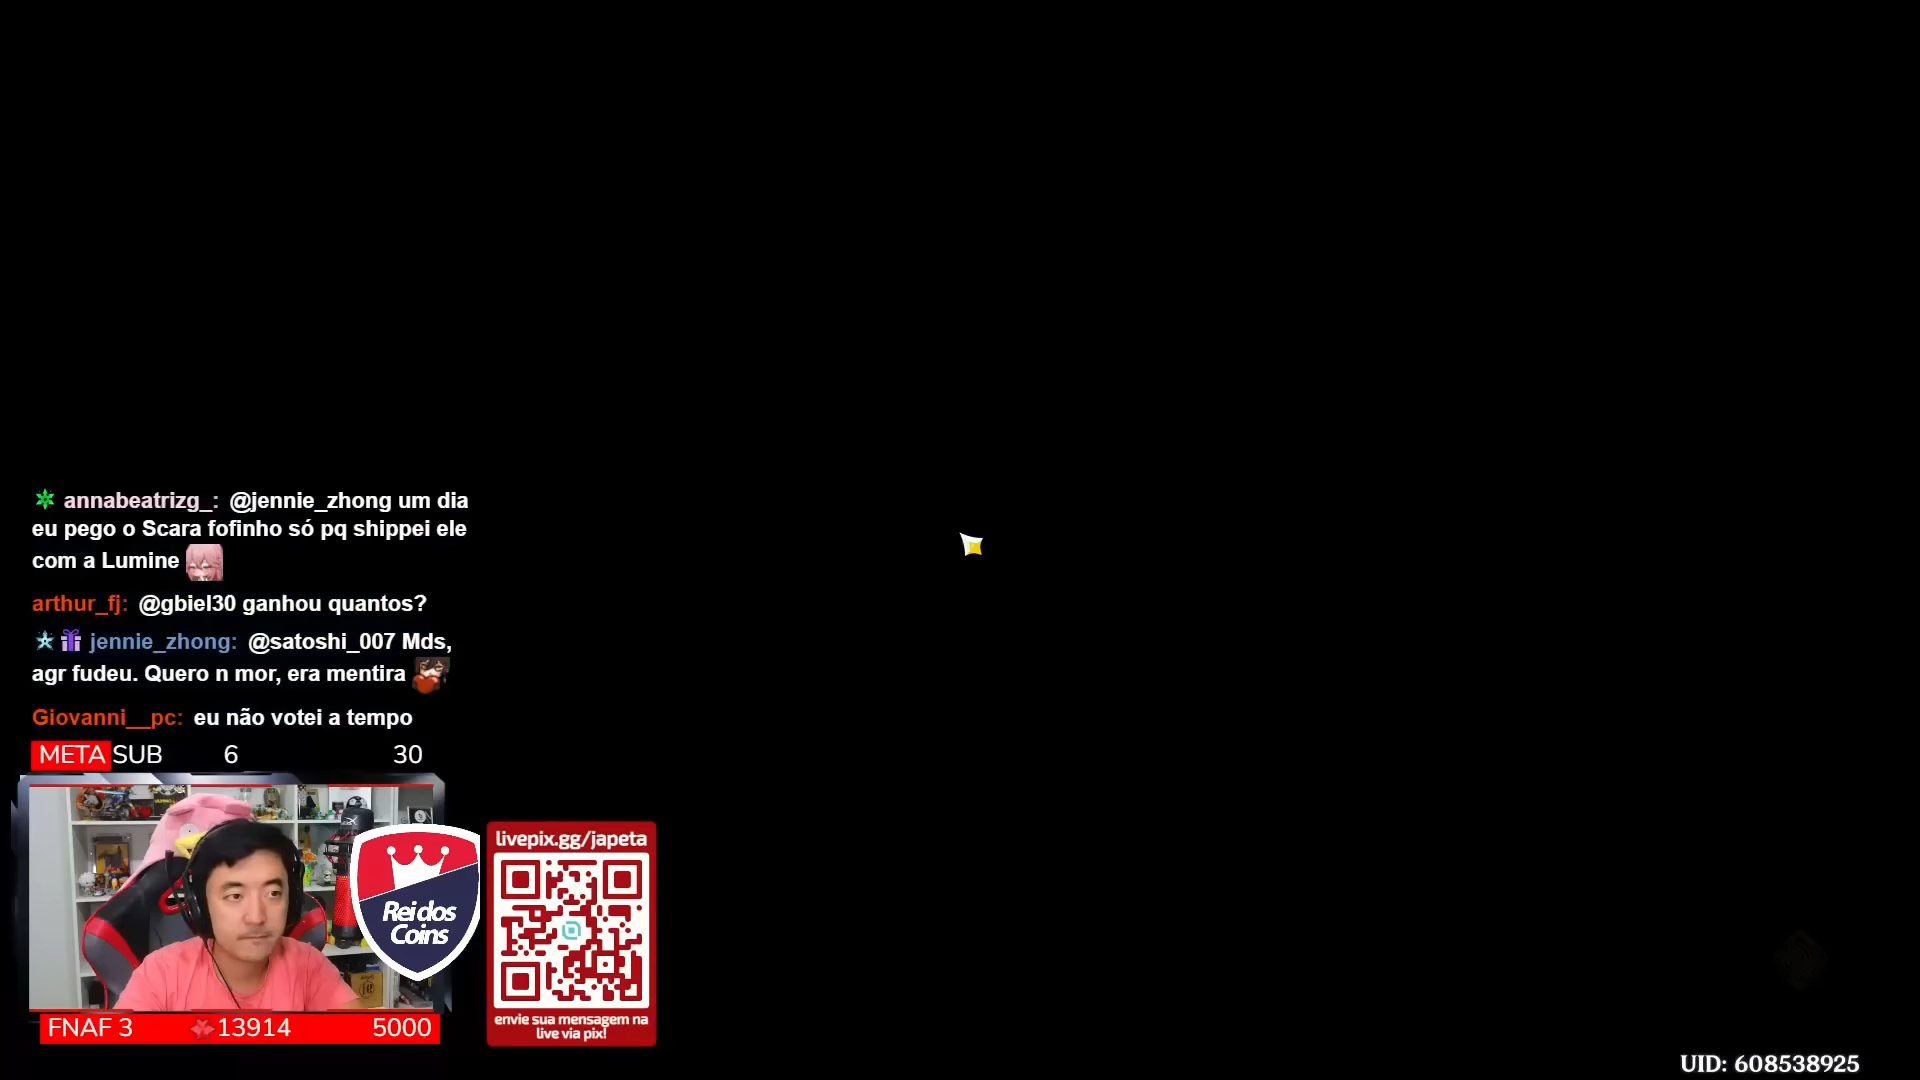 annabeatrizg_: @jennie_zhong um dia
eu pego o Scara fofinho só pq shippei ele
com a Lumine
arthur_fj: @gbiel30 ganhou quantos?
jennie_zhong: @satoshi_007 Mds,
agr fudeu. Quero n mor, era mentira
Giovanni__pc: eu não votei a tempo
META SUB 6 30
Rei dos
Coins
livepix.gg/japeta
envie sua mensagem na
live via pix!
FNAF 3 13914 5000
UID: 608538925